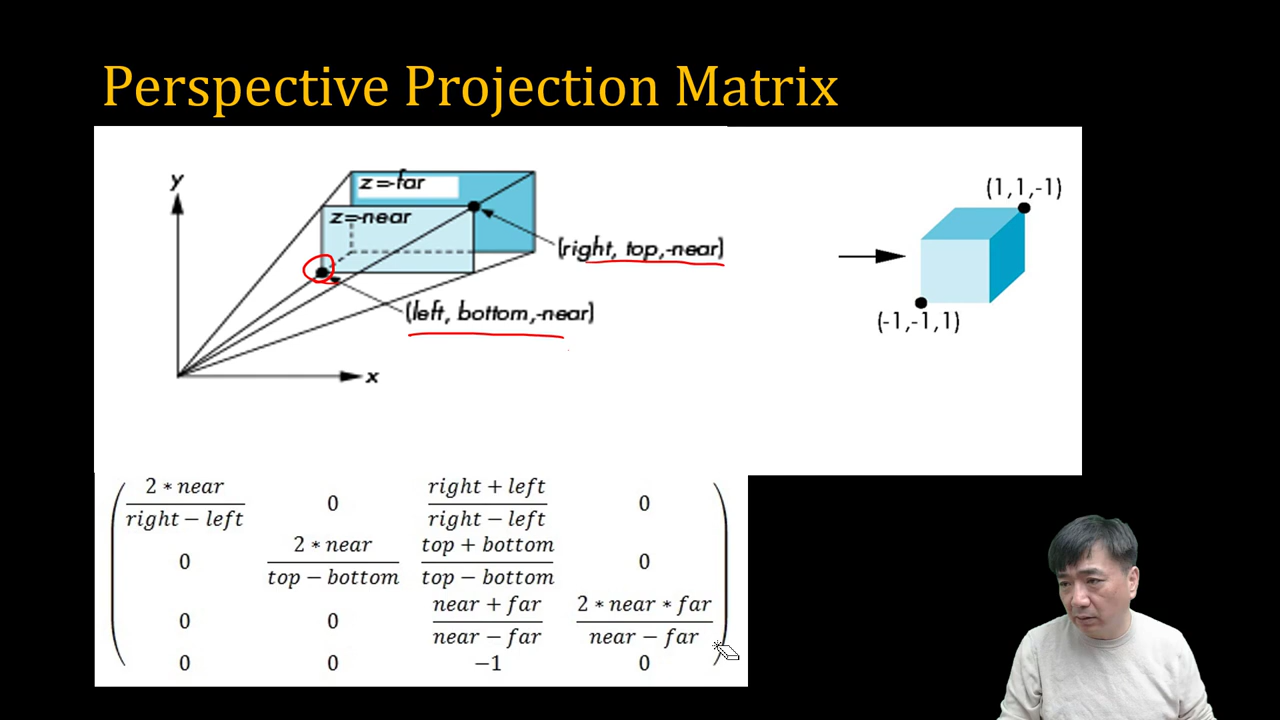 Perspective Projection Matrix
y
z=-far
z=-near
(right, top,-near)
(left, bottom,-near)
x
(1,1,-1)
(-1,-1,1)
2 * near
right − left
0
right + left
right − left
0
0
2 * near
top − bottom
top + bottom
top − bottom
0
0
0
near + far
near − far
2 * near * far
near − far
0
0
−1
0